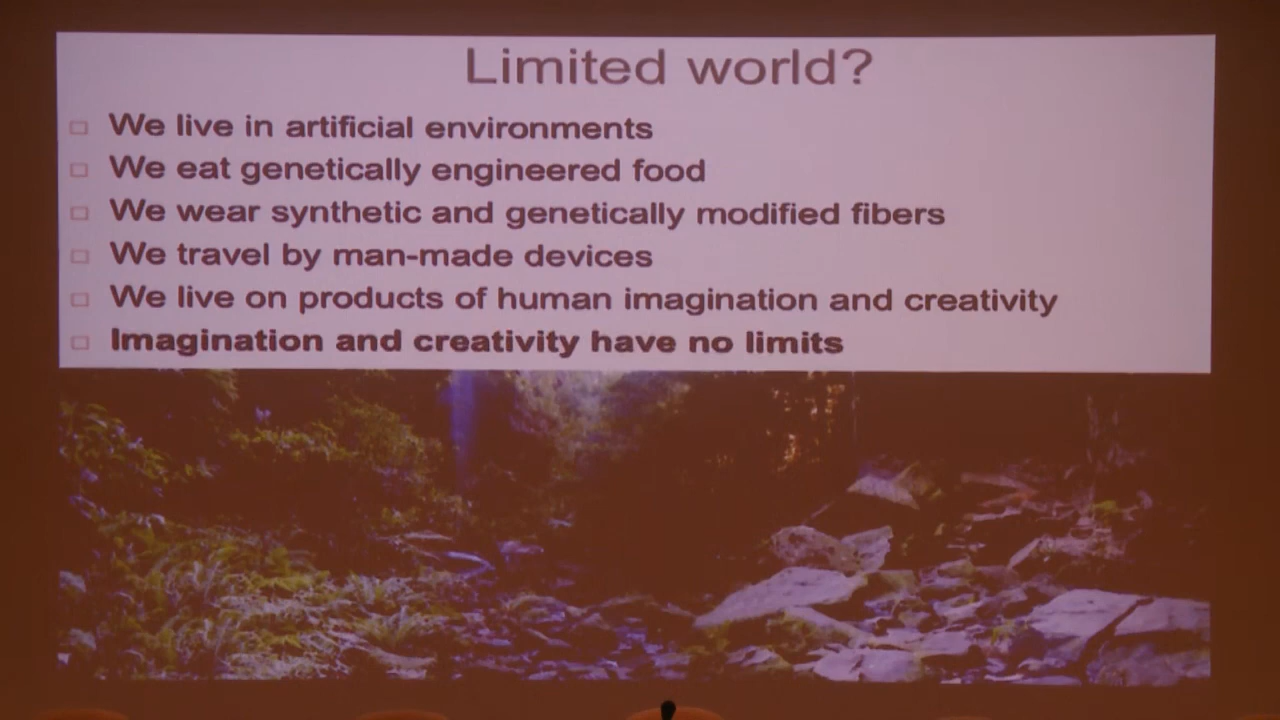 Limited world?
We live in artificial environments
We eat genetically engineered food
We wear synthetic and genetically modified fibers
We travel by man-made devices
We live on products of human imagination and creativity
Imagination and creativity have no limits